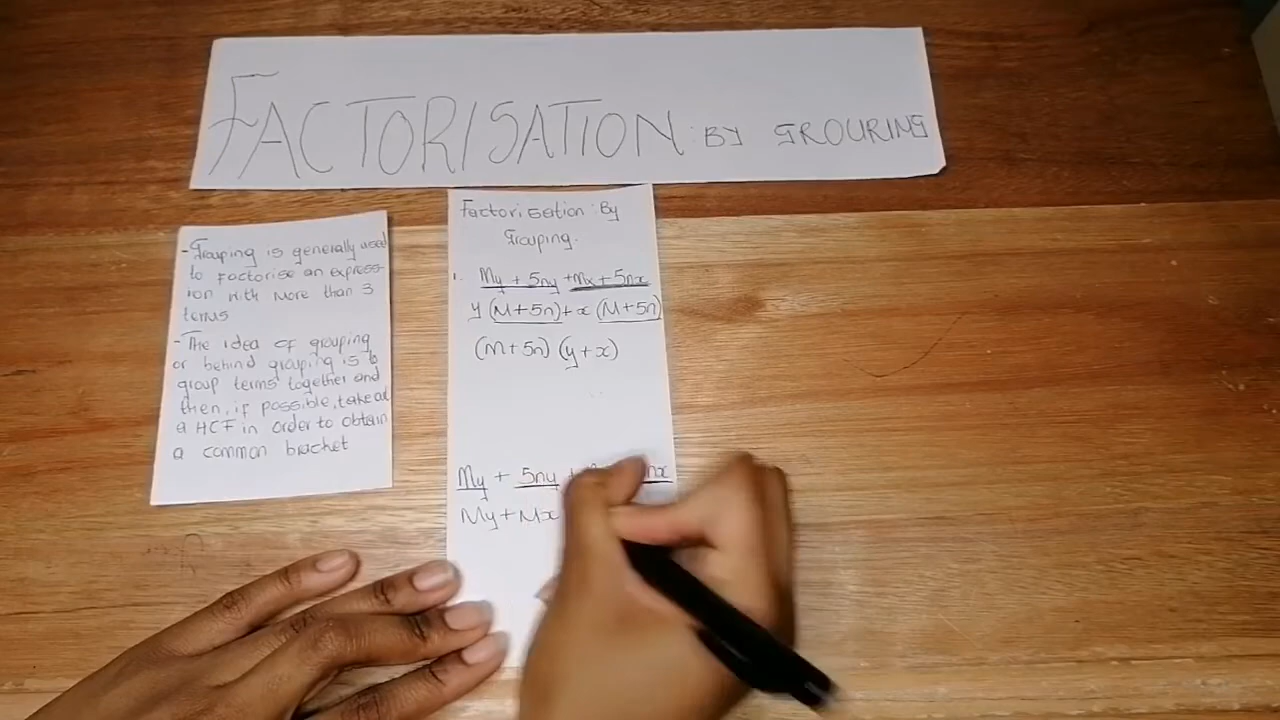 FACTORISATION: BY GROUPING
- Grouping is generally used
to factorise an express-
ion with more than 3
terms
- The idea of grouping
or behind grouping is to
group terms together and
then, if possible, take out
a HCF in order to obtain
a common bracket
Factorisation: By
Grouping.
1. My + 5ny + Mx + 5nx
y (M+5n) + x (M+5n)
(M+5n) (y+x)
My + 5ny + nx
My + Mx